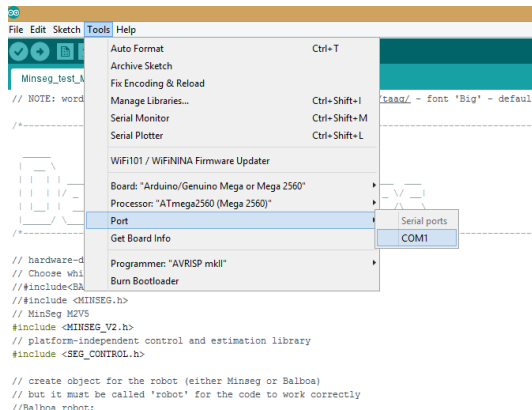 File Edit Sketch Tools Help
Auto Format Ctrl+T
Archive Sketch
Minseg_test_M
Fix Encoding & Reload
// NOTE: word
Manage Libraries... Ctrl+Shift+I
/taag/ - font 'Big' - defaul
Serial Monitor Ctrl+Shift+M
/*
Serial Plotter Ctrl+Shift+L
WiFi101 / WiFiNINA Firmware Updater
Board: "Arduino/Genuino Mega or Mega 2560"
Processor: "ATmega2560 (Mega 2560)"
Port
Serial ports
/*
Get Board Info
COM1
// hardware-d
Programmer: "AVRISP mkII"
// Choose whi
Burn Bootloader
//#include<BA
//#include <MINSEG.h>
// MinSeg M2V5
#include <MINSEG_V2.h>
// platform-independent control and estimation library
#include <SEG_CONTROL.h>
// create object for the robot (either Minseg or Balboa)
// but it must be called 'robot' for the code to work correctly
//Balboa robot;